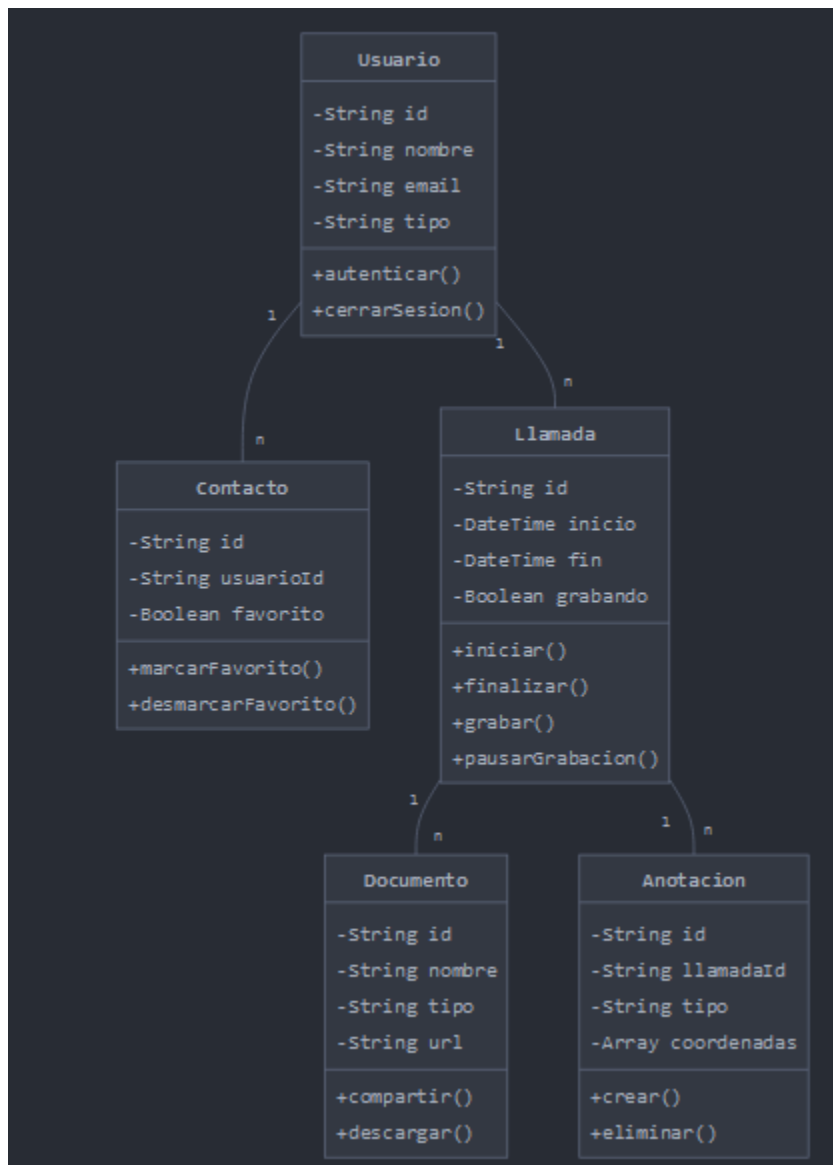 Usuario
-String id
-String nombre
-String email
-String tipo
+autenticar()
+cerrarSesion()
1
1
n
n
Contacto
-String id
-String usuarioId
-Boolean favorito
+marcarFavorito()
+desmarcarFavorito()
Llamada
-String id
-DateTime inicio
-DateTime fin
-Boolean grabando
+iniciar()
+finalizar()
+grabar()
+pausarGrabacion()
1
n
1
n
Documento
-String id
-String nombre
-String tipo
-String url
+compartir()
+descargar()
Anotacion
-String id
-String llamadaId
-String tipo
-Array coordenadas
+crear()
+eliminar()